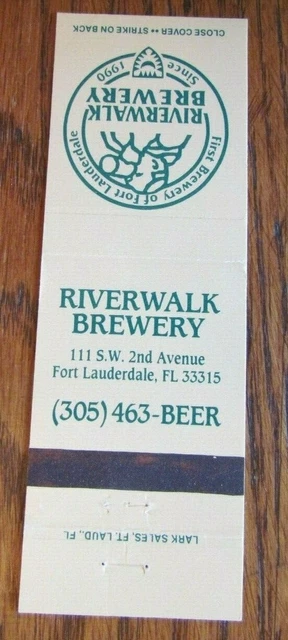 CLOSE COVER •• STRIKE ON BACK
Since 1990
RIVERWALK
BREWERY
First Brewery of Fort Lauderdale
RIVERWALK
BREWERY
111 S.W. 2nd Avenue
Fort Lauderdale, FL 33315
(305) 463-BEER
LARK SALES, FT. LAUD., FL